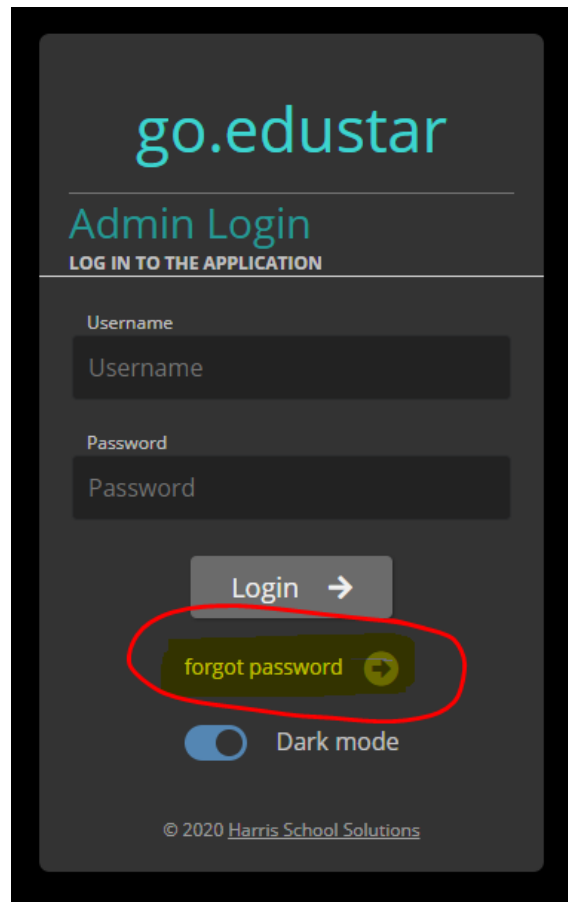 go.edustar
Admin Login
LOG IN TO THE APPLICATION
Username
Username
Password
Password
Login
forgot password
Dark mode
© 2020 Harris School Solutions